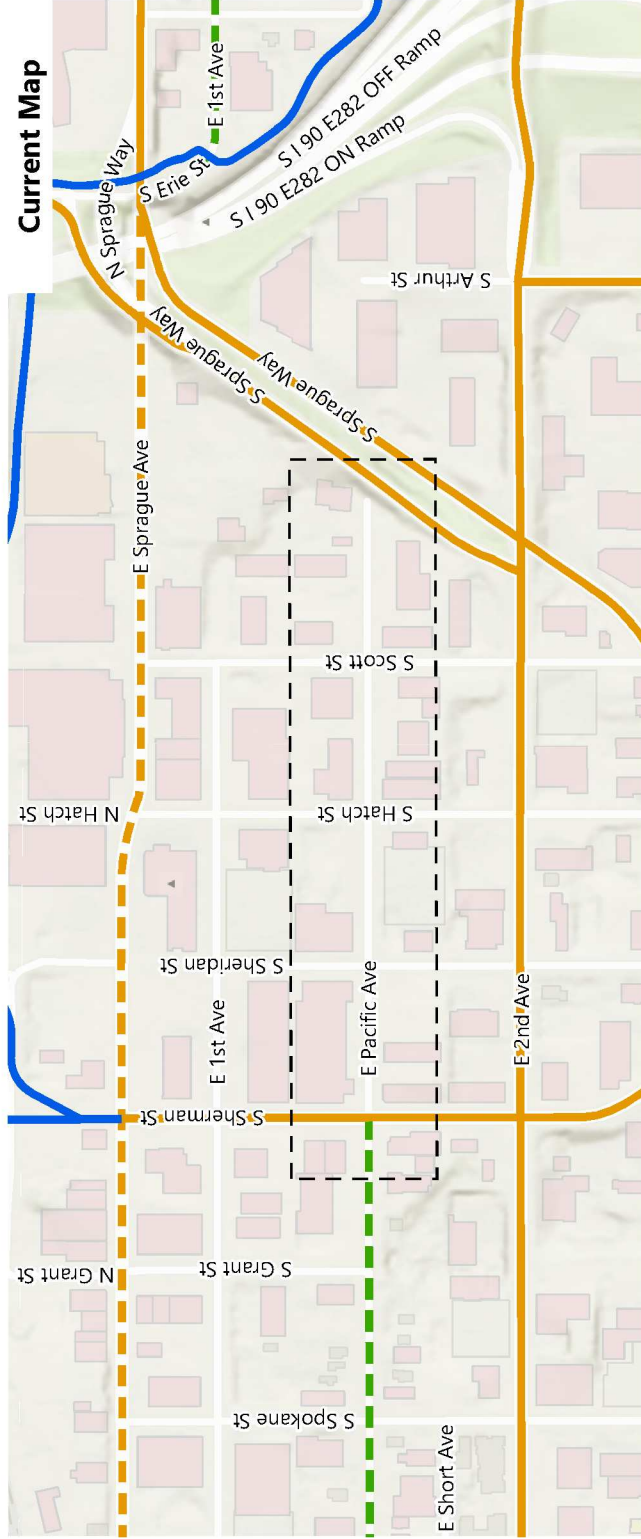 Current Map
E 1st Ave
S I 90 E282 OFF Ramp
S I 90 E282 ON Ramp
N Sprague Way
S Erie St
S Arthur St
S Sprague Way
S Sprague Way
E Sprague Ave
S Scott St
N Hatch St
S Hatch St
S Sheridan St
E 1st Ave
E Pacific Ave
E 2nd Ave
S Sherman St
N Grant St
S Grant St
S Spokane St
E Short Ave